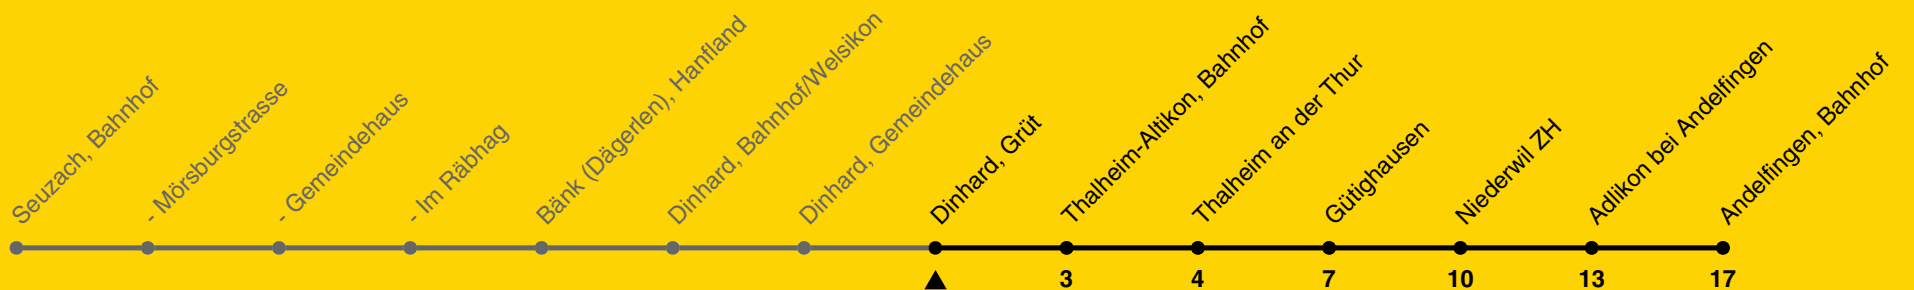 Seuzach, Bahnhof
- Mörsburgstrasse
- Gemeindehaus
- Im Räbhag
Bänk (Dägerlen), Hanfland
Dinhard, Bahnhof/Welsikon
Dinhard, Gemeindehaus
Dinhard, Grüt
Thalheim-Altikon, Bahnhof
Thalheim an der Thur
Gütighausen
Niederwil ZH
Adlikon bei Andelfingen
Andelfingen, Bahnhof
3 4 7 10 13 17